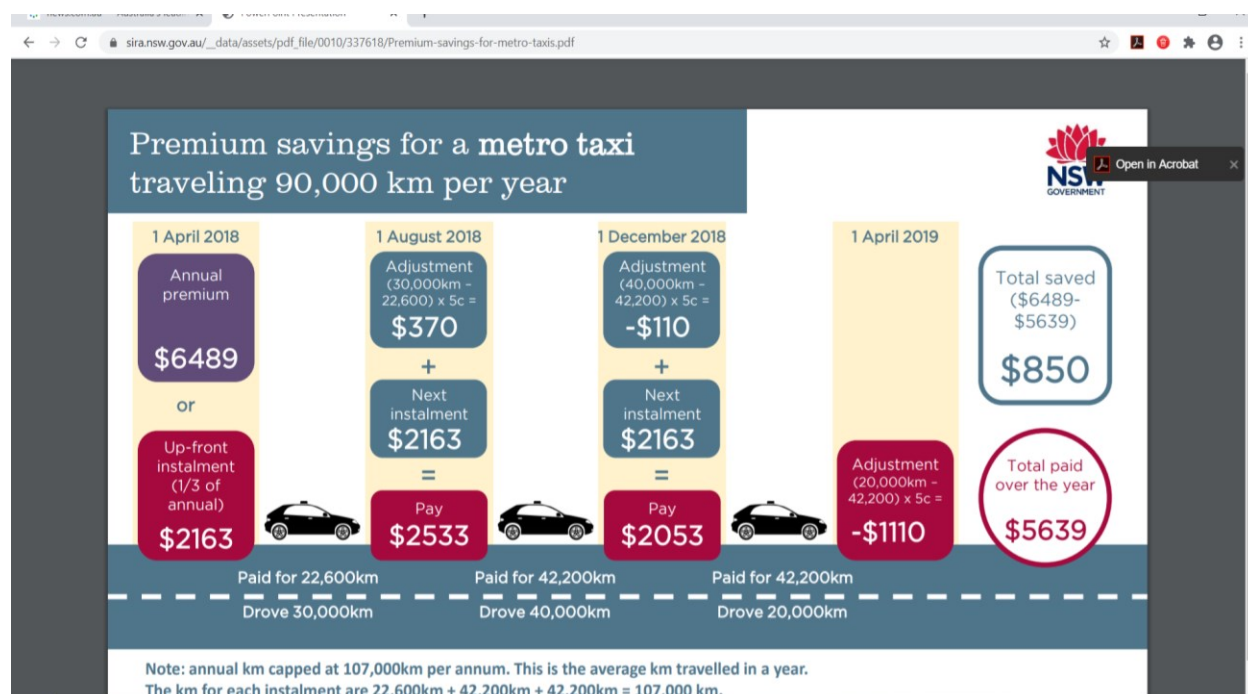 sira.nsw.gov.au/_data/assets/pdf_file/0010/337618/Premium-savings-for-metro-taxis.pdf
Premium savings for a metro taxi
traveling 90,000 km per year
NSW
GOVERNMENT
Open in Acrobat
1 April 2018
Annual
premium
$6489
or
Up-front
instalment
(1/3 of
annual)
$2163
1 August 2018
Adjustment
(30,000km –
22,600) x 5c =
$370
+
Next
instalment
$2163
=
Pay
$2533
1 December 2018
Adjustment
(40,000km –
42,200) x 5c =
-$110
+
Next
instalment
$2163
=
Pay
$2053
1 April 2019
Adjustment
(20,000km –
42,200) x 5c =
-$1110
Total saved
($6489-
$5639)
$850
Total paid
over the year
$5639
Paid for 22,600km
Paid for 42,200km
Paid for 42,200km
Drove 30,000km
Drove 40,000km
Drove 20,000km
Note: annual km capped at 107,000km per annum. This is the average km travelled in a year.
The km for each instalment are 22,600km + 42,200km + 42,200km = 107,000 km.